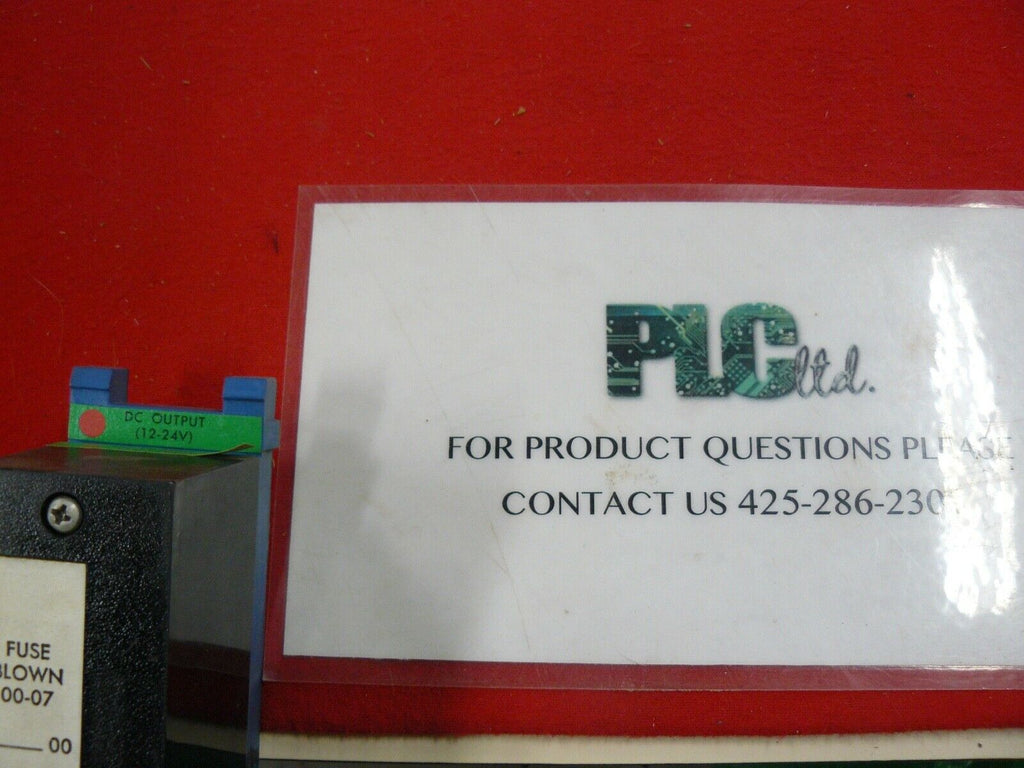 PLC ltd.
FOR PRODUCT QUESTIONS PLEASE
CONTACT US 425-286-230
DC OUTPUT
(12-24V)
FUSE
BLOWN
00-07
00